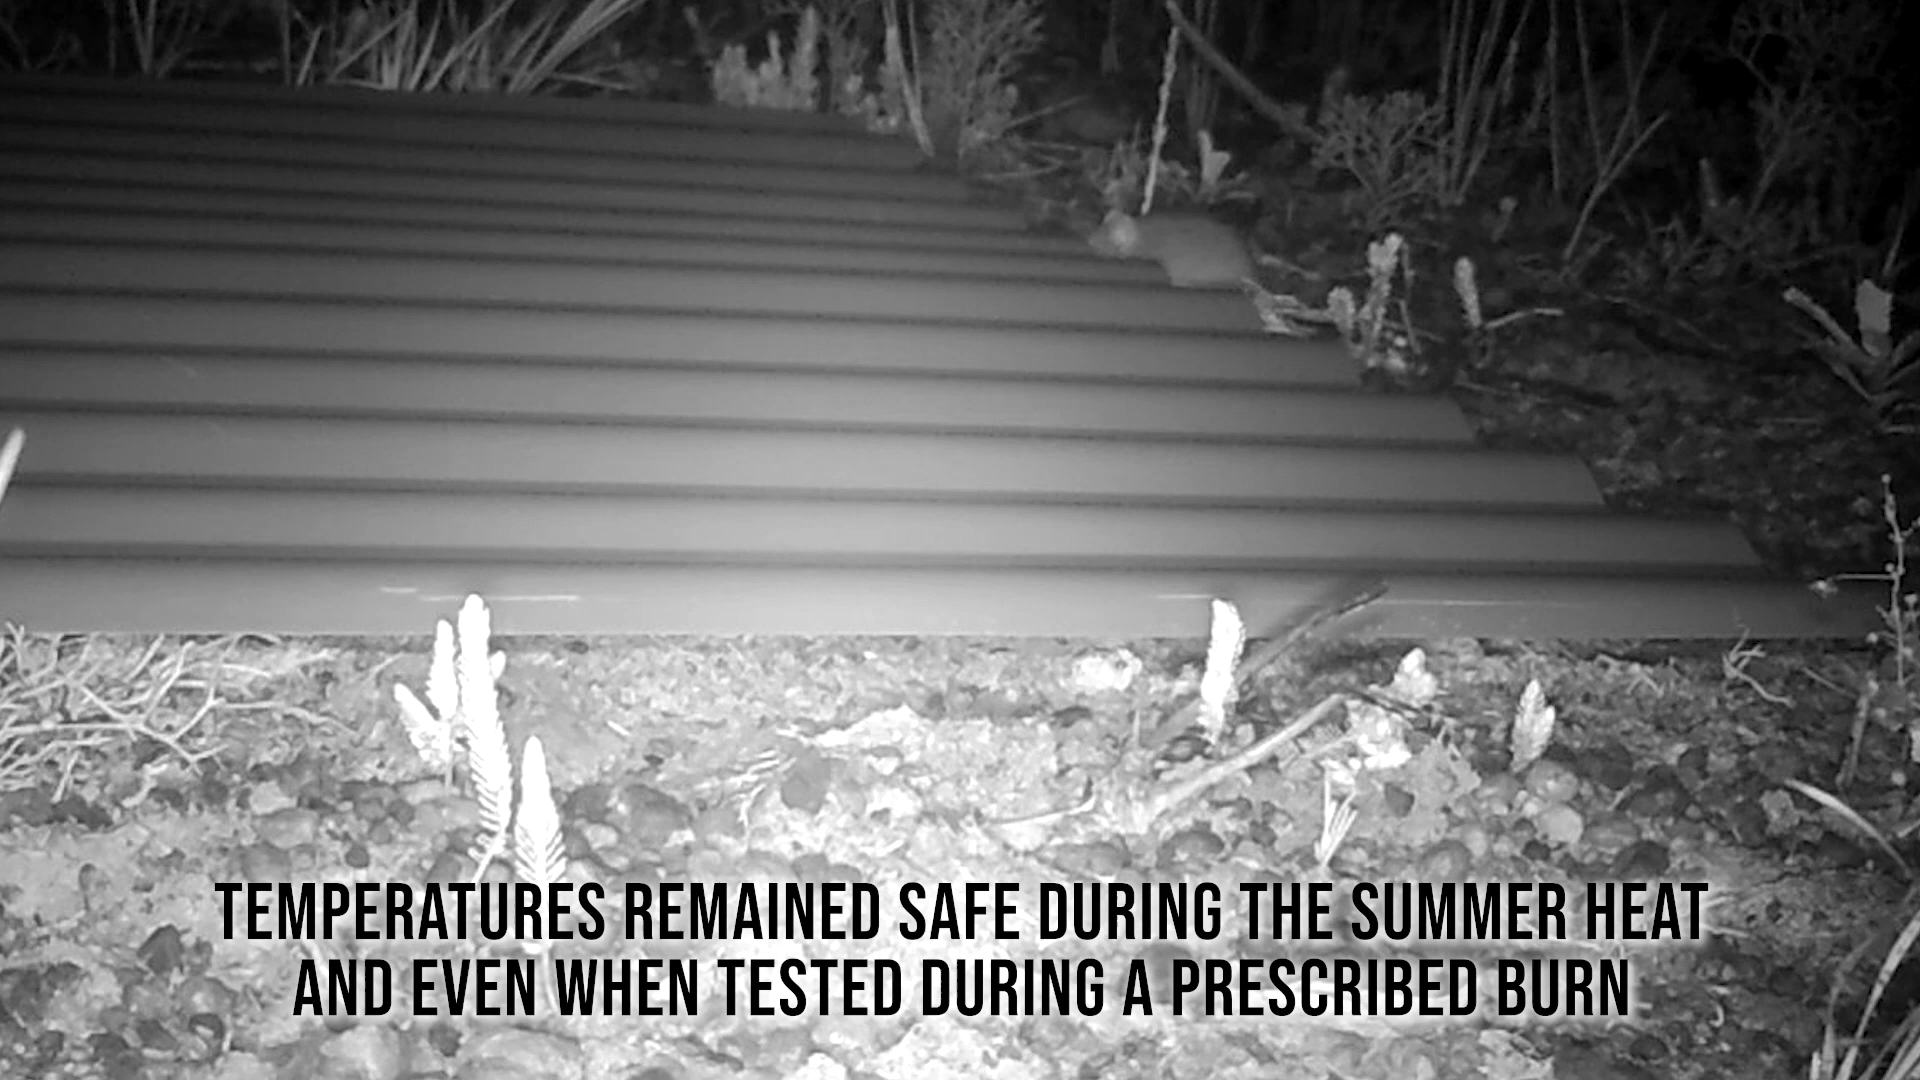 TEMPERATURES REMAINED SAFE DURING THE SUMMER HEAT
AND EVEN WHEN TESTED DURING A PRESCRIBED BURN